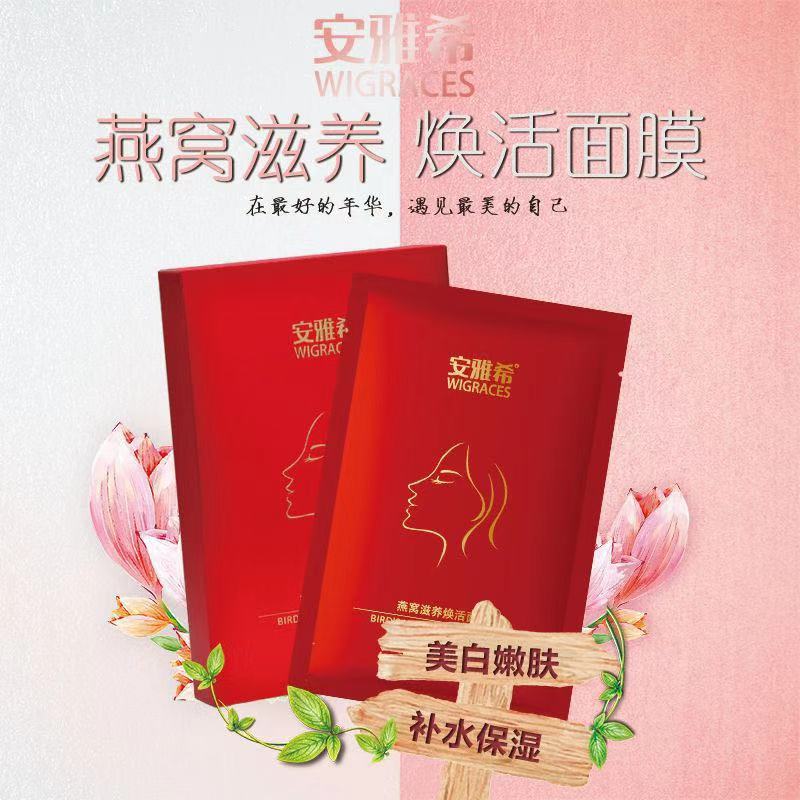 安雅希
WIGRACES
燕窝滋养 焕活面膜
在最好的年华，遇见最美的自己
安雅希
WIGRACES
安雅希®
WIGRACES
燕窝滋养焕活面
美白嫩肤
补水保湿